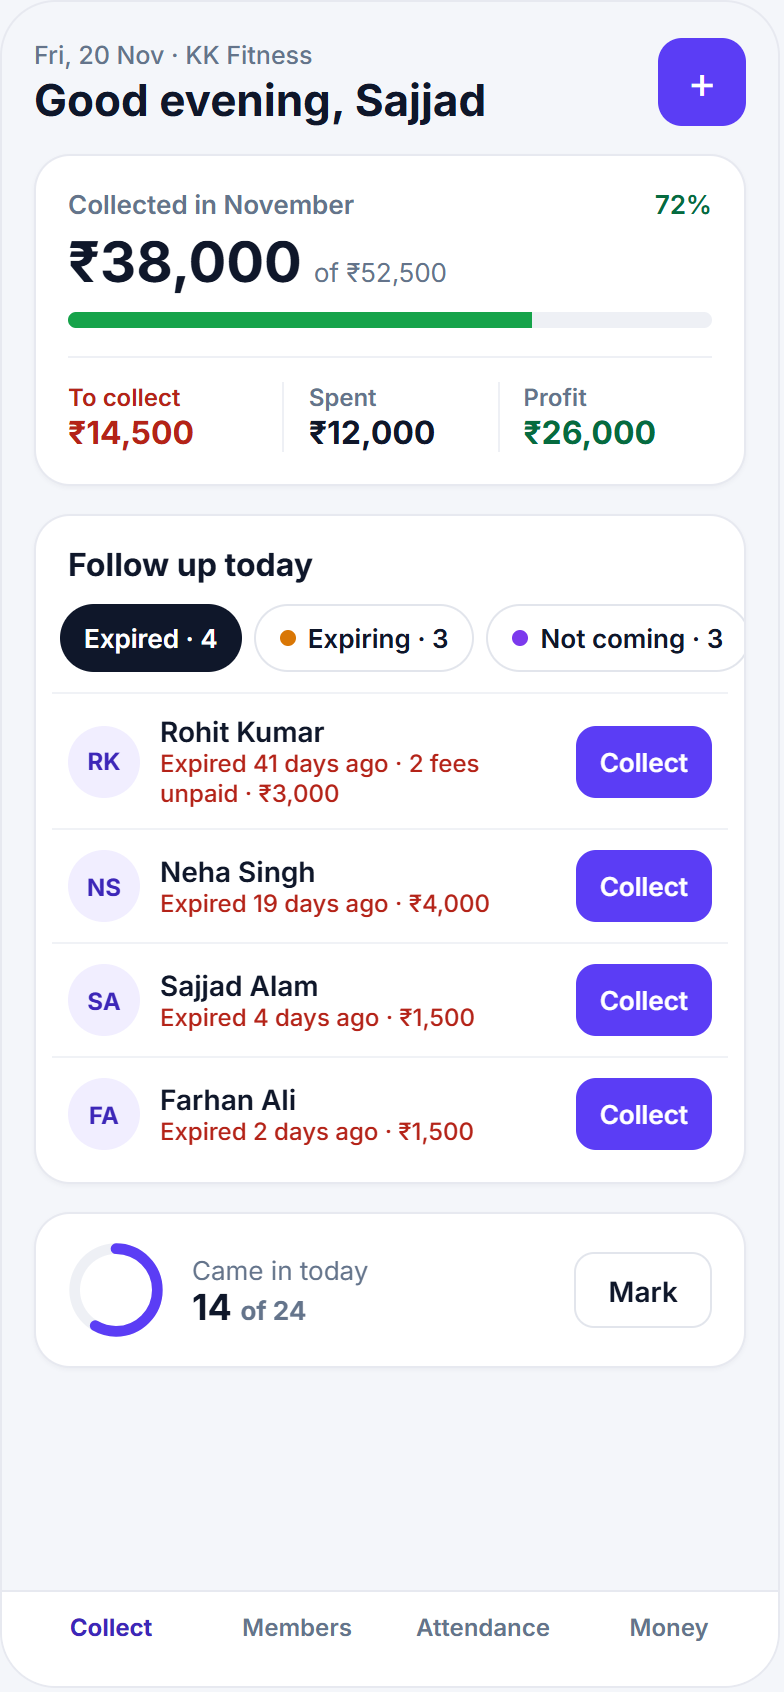 Fri, 20 Nov · KK Fitness
Good evening, Sajjad
+
Collected in November
72%
₹38,000 of ₹52,500
To collect
₹14,500
Spent
₹12,000
Profit
₹26,000
Follow up today
Expired · 4
Expiring · 3
Not coming · 3
RK
Rohit Kumar
Expired 41 days ago · 2 fees
unpaid · ₹3,000
Collect
NS
Neha Singh
Expired 19 days ago · ₹4,000
Collect
SA
Sajjad Alam
Expired 4 days ago · ₹1,500
Collect
FA
Farhan Ali
Expired 2 days ago · ₹1,500
Collect
Came in today
14 of 24
Mark
Collect
Members
Attendance
Money